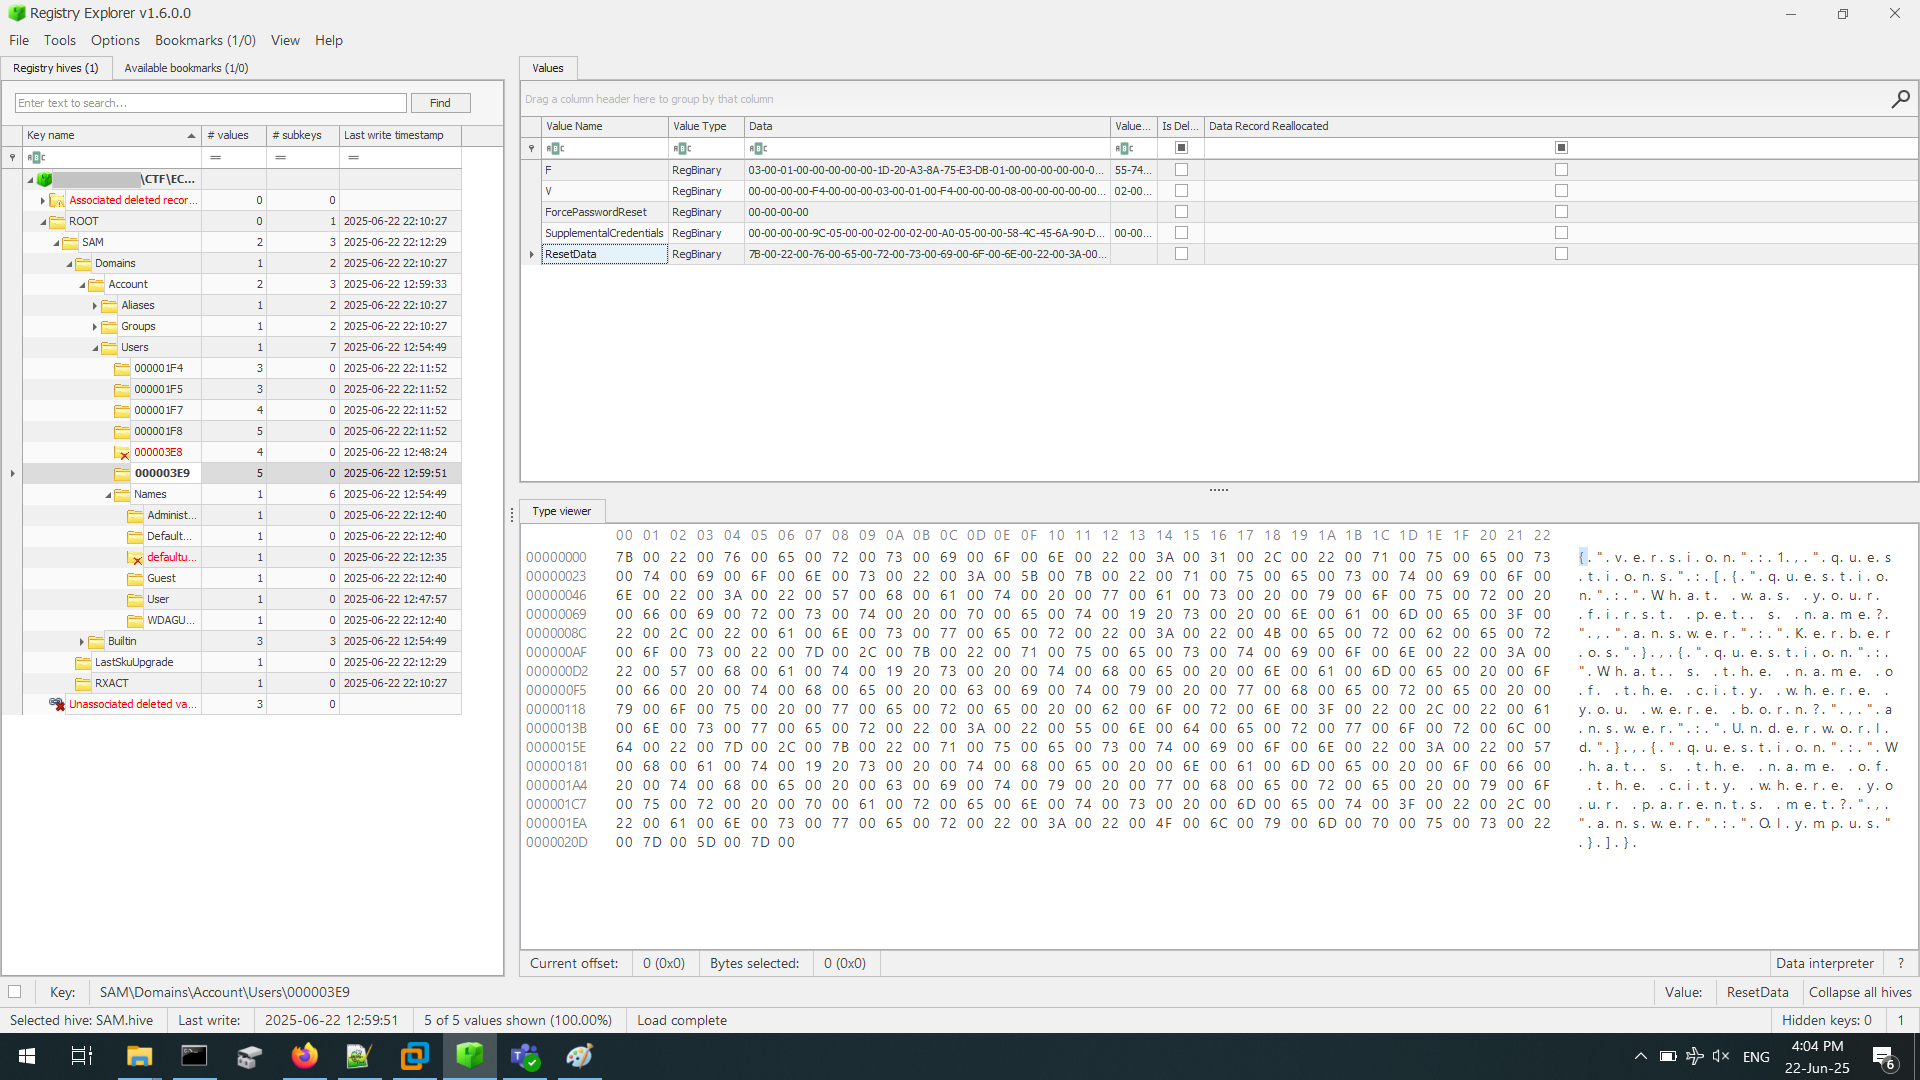 Registry Explorer v1.6.0.0
File Tools Options Bookmarks (1/0) View Help
Registry hives (1) Available bookmarks (1/0)
Enter text to search... Find
Key name # values # subkeys Last write timestamp
= = =
\CTF\EC...
Associated deleted recor... 0 0
ROOT 0 1 2025-06-22 22:10:27
SAM 2 3 2025-06-22 22:12:29
Domains 1 2 2025-06-22 22:10:27
Account 2 3 2025-06-22 12:59:33
Aliases 1 2 2025-06-22 22:10:27
Groups 1 2 2025-06-22 22:10:27
Users 1 7 2025-06-22 12:54:49
000001F4 3 0 2025-06-22 22:11:52
000001F5 3 0 2025-06-22 22:11:52
000001F7 4 0 2025-06-22 22:11:52
000001F8 5 0 2025-06-22 22:11:52
000003E8 4 0 2025-06-22 12:48:24
000003E9 5 0 2025-06-22 12:59:51
Names 1 6 2025-06-22 12:54:49
Administ... 1 0 2025-06-22 22:12:40
Default... 1 0 2025-06-22 22:12:40
defaultu... 1 0 2025-06-22 22:12:35
Guest 1 0 2025-06-22 22:12:40
User 1 0 2025-06-22 12:47:57
WDAGU... 1 0 2025-06-22 22:12:40
Builtin 3 3 2025-06-22 12:54:49
LastSkuUpgrade 1 0 2025-06-22 22:12:29
RXACT 1 0 2025-06-22 22:10:27
Unassociated deleted va... 3 0
Values
Drag a column header here to group by that column
Value Name Value Type Data Value... Is Del... Data Record Reallocated
F RegBinary 03-00-01-00-00-00-00-00-1D-20-A3-8A-75-E3-DB-01-00-00-00-00-00-0... 55-74...
V RegBinary 00-00-00-00-F4-00-00-00-03-00-01-00-F4-00-00-00-08-00-00-00-00-00... 02-00...
ForcePasswordReset RegBinary 00-00-00-00
SupplementalCredentials RegBinary 00-00-00-00-9C-05-00-00-02-00-02-00-A0-05-00-00-58-4C-45-6A-90-D... 00-00...
ResetData RegBinary 7B-00-22-00-76-00-65-00-72-00-73-00-69-00-6F-00-6E-00-22-00-3A-00...
Type viewer
00 01 02 03 04 05 06 07 08 09 0A 0B 0C 0D 0E 0F 10 11 12 13 14 15 16 17 18 19 1A 1B 1C 1D 1E 1F 20 21 22
00000000 7B 00 22 00 76 00 65 00 72 00 73 00 69 00 6F 00 6E 00 22 00 3A 00 31 00 2C 00 22 00 71 00 75 00 65 00 73 {.".v.e.r.s.i.o.n.".:.1.,.".q.u.e.s
00000023 00 74 00 69 00 6F 00 6E 00 73 00 22 00 3A 00 5B 00 7B 00 22 00 71 00 75 00 65 00 73 00 74 00 69 00 6F 00 .t.i.o.n.s.".:.[.{.".q.u.e.s.t.i.o.
00000046 6E 00 22 00 3A 00 22 00 57 00 68 00 61 00 74 00 20 00 77 00 61 00 73 00 20 00 79 00 6F 00 75 00 72 00 20 n.".:.".W.h.a.t. .w.a.s. .y.o.u.r. 
00000069 00 66 00 69 00 72 00 73 00 74 00 20 00 70 00 65 00 74 00 19 20 73 00 20 00 6E 00 61 00 6D 00 65 00 3F 00 .f.i.r.s.t. .p.e.t.. s. .n.a.m.e.?.
0000008C 22 00 2C 00 22 00 61 00 6E 00 73 00 77 00 65 00 72 00 22 00 3A 00 22 00 4B 00 65 00 72 00 62 00 65 00 72 ".,.".a.n.s.w.e.r.".:.".K.e.r.b.e.r
000000AF 00 6F 00 73 00 22 00 7D 00 2C 00 7B 00 22 00 71 00 75 00 65 00 73 00 74 00 69 00 6F 00 6E 00 22 00 3A 00 .o.s.".}.,.{.".q.u.e.s.t.i.o.n.".:.
000000D2 22 00 57 00 68 00 61 00 74 00 19 20 73 00 20 00 74 00 68 00 65 00 20 00 6E 00 61 00 6D 00 65 00 20 00 6F ".W.h.a.t.. s. .t.h.e. .n.a.m.e. .o
000000F5 00 66 00 20 00 74 00 68 00 65 00 20 00 63 00 69 00 74 00 79 00 20 00 77 00 68 00 65 00 72 00 65 00 20 00 .f. .t.h.e. .c.i.t.y. .w.h.e.r.e. .
00000118 79 00 6F 00 75 00 20 00 77 00 65 00 72 00 65 00 20 00 62 00 6F 00 72 00 6E 00 3F 00 22 00 2C 00 22 00 61 y.o.u. .w.e.r.e. .b.o.r.n.?.".,.".a
0000013B 00 6E 00 73 00 77 00 65 00 72 00 22 00 3A 00 22 00 55 00 6E 00 64 00 65 00 72 00 77 00 6F 00 72 00 6C 00 .n.s.w.e.r.".:.".U.n.d.e.r.w.o.r.l.
0000015E 64 00 22 00 7D 00 2C 00 7B 00 22 00 71 00 75 00 65 00 73 00 74 00 69 00 6F 00 6E 00 22 00 3A 00 22 00 57 d.".}.,.{.".q.u.e.s.t.i.o.n.".:.".W
00000181 00 68 00 61 00 74 00 19 20 73 00 20 00 74 00 68 00 65 00 20 00 6E 00 61 00 6D 00 65 00 20 00 6F 00 66 00 .h.a.t.. s. .t.h.e. .n.a.m.e. .o.f.
000001A4 20 00 74 00 68 00 65 00 20 00 63 00 69 00 74 00 79 00 20 00 77 00 68 00 65 00 72 00 65 00 20 00 79 00 6F  .t.h.e. .c.i.t.y. .w.h.e.r.e. .y.o
000001C7 00 75 00 72 00 20 00 70 00 61 00 72 00 65 00 6E 00 74 00 73 00 20 00 6D 00 65 00 74 00 3F 00 22 00 2C 00 .u.r. .p.a.r.e.n.t.s. .m.e.t.?.".,.
000001EA 22 00 61 00 6E 00 73 00 77 00 65 00 72 00 22 00 3A 00 22 00 4F 00 6C 00 79 00 6D 00 70 00 75 00 73 00 22 ".a.n.s.w.e.r.".:.".O.l.y.m.p.u.s."
0000020D 00 7D 00 5D 00 7D 00 .}.].}.
Current offset: 0 (0x0) Bytes selected: 0 (0x0) Data interpreter ?
Key: SAM\Domains\Account\Users\000003E9 Value: ResetData Collapse all hives
Selected hive: SAM.hive Last write: 2025-06-22 12:59:51 5 of 5 values shown (100.00%) Load complete Hidden keys: 0 1
ENG 4:04 PM
22-Jun-25 6